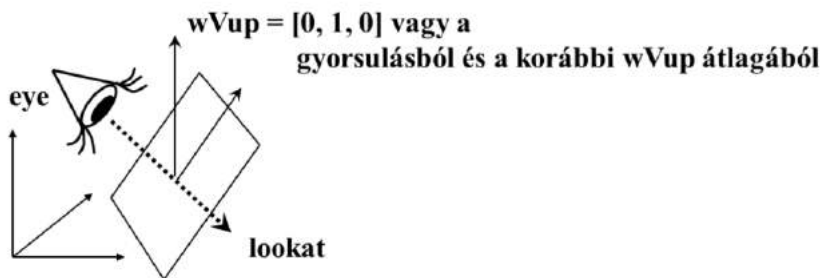 wVup = [0, 1, 0] vagy a
gyorsulásból és a korábbi wVup átlagából
eye
lookat